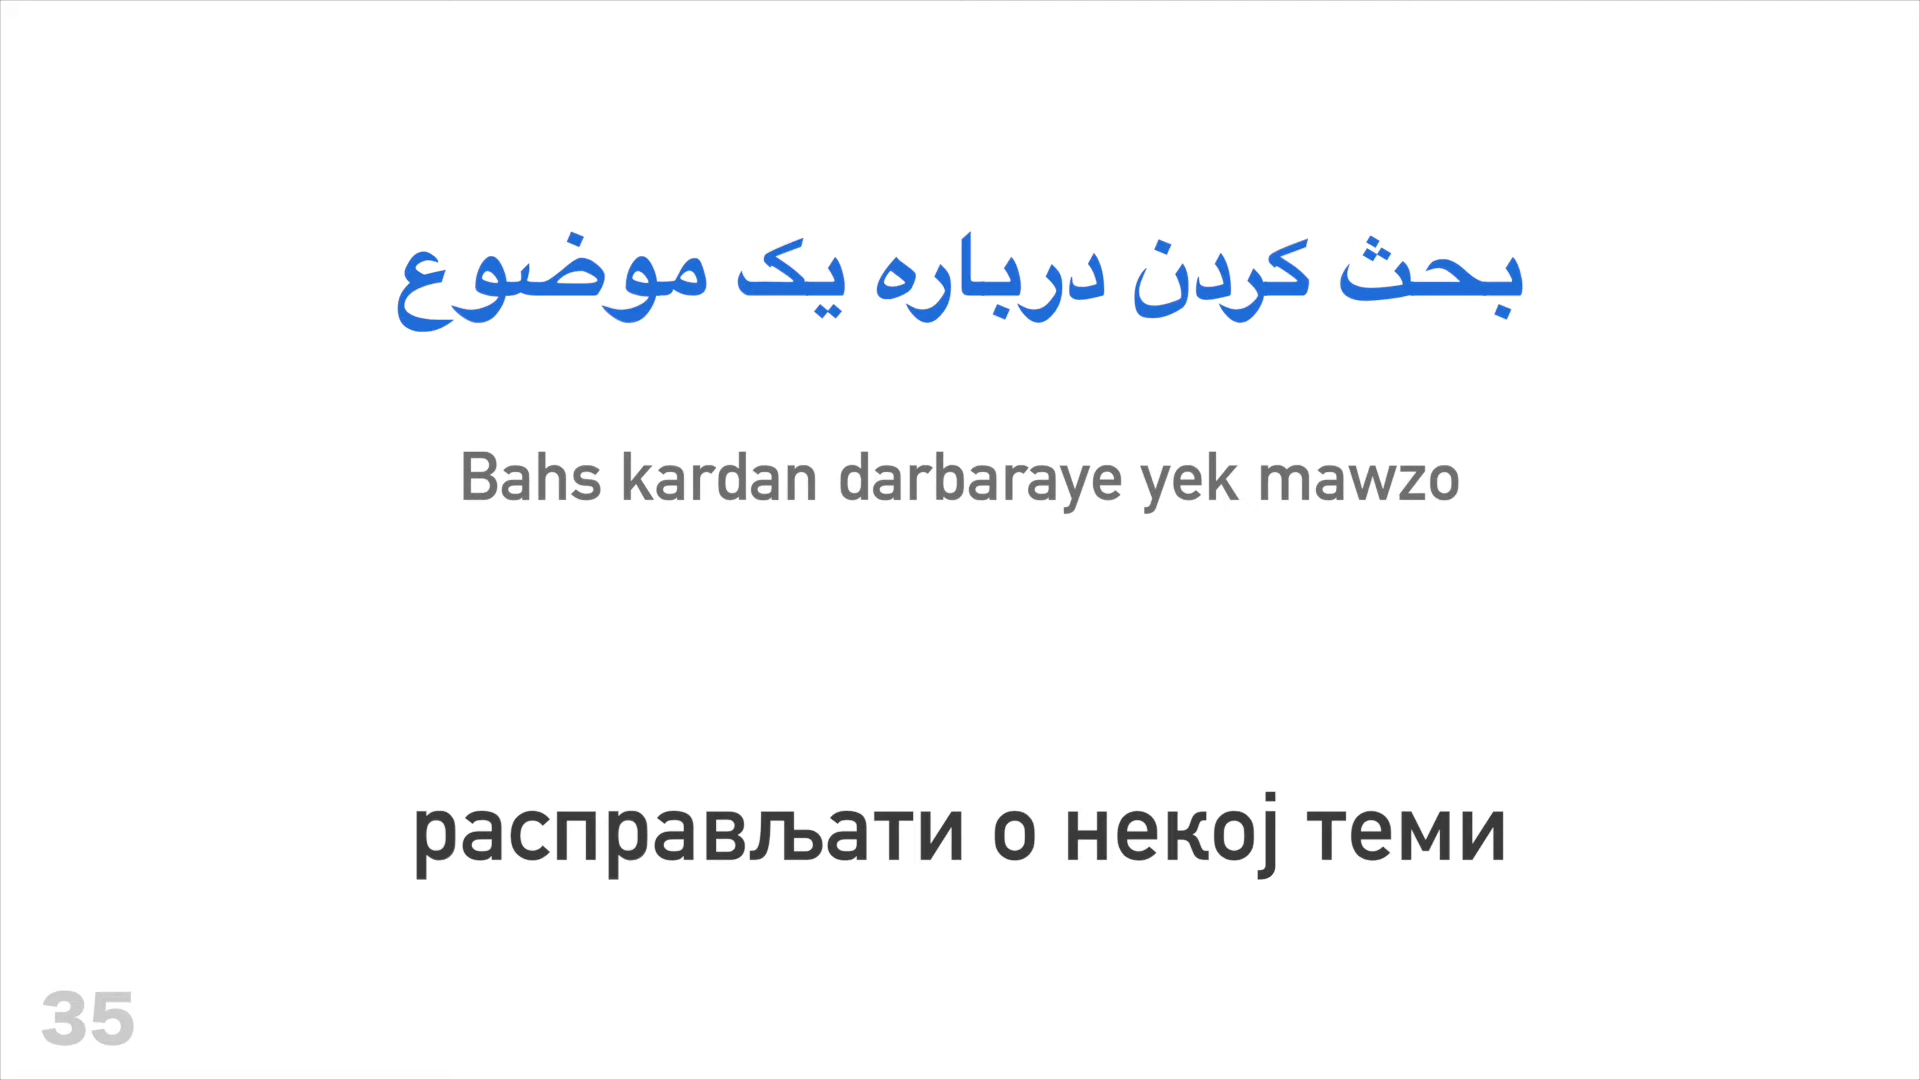 بحث کردن درباره یک موضوع
Bahs kardan darbaraye yek mawzo
расправљати о некој теми
35